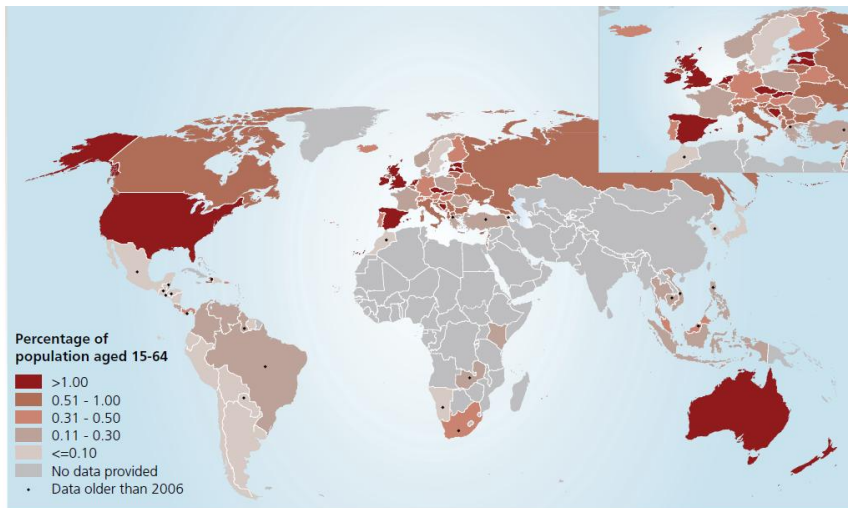 Percentage of
population aged 15-64
>1.00
0.51 - 1.00
0.31 - 0.50
0.11 - 0.30
<=0.10
No data provided
Data older than 2006